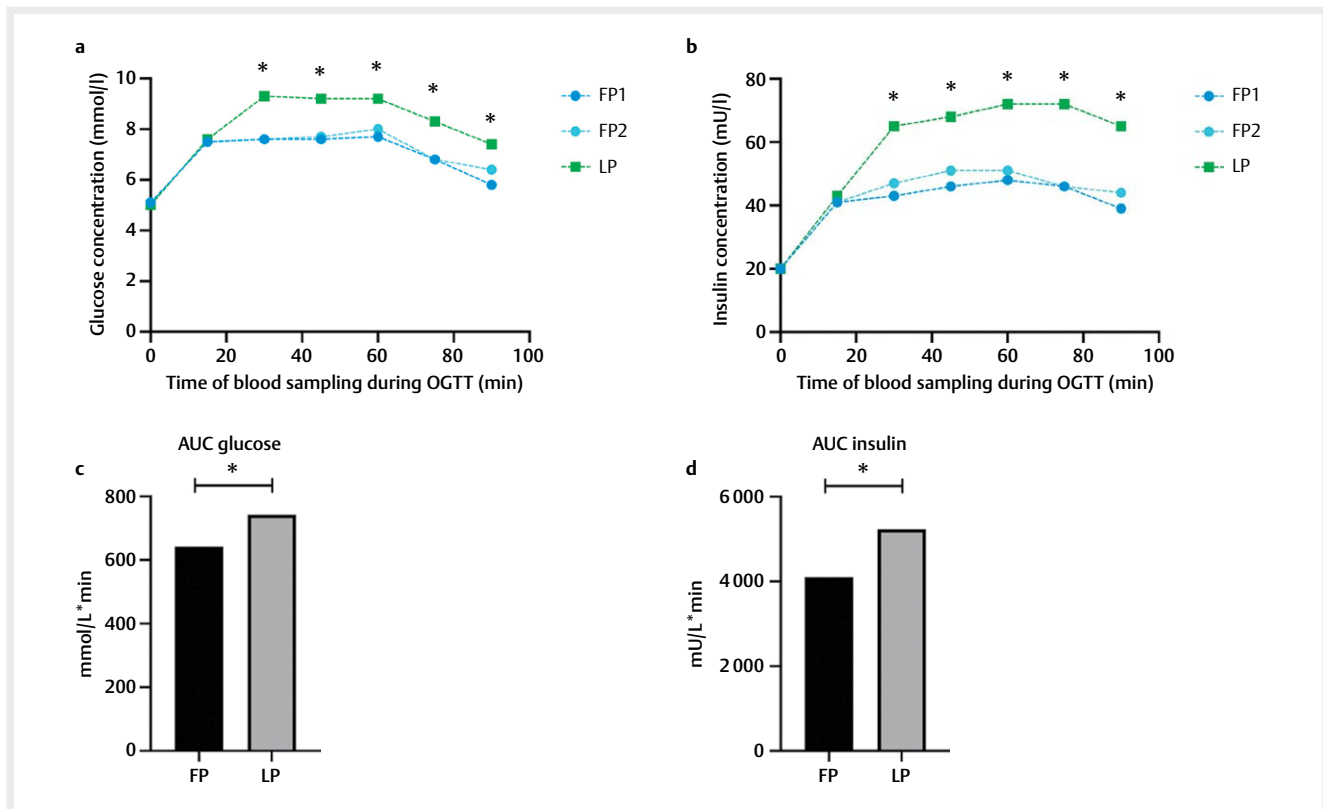 a
Glucose concentration (mmol/l)
10
8
6
4
2
0
* * * * *
0 20 40 60 80 100
Time of blood sampling during OGTT (min)
FP1
FP2
LP
b
Insulin concentration (mU/l)
80
60
40
20
0
* * * * *
0 20 40 60 80 100
Time of blood sampling during OGTT (min)
FP1
FP2
LP
c
AUC glucose
*
mmol/L*min
800
600
400
200
0
FP LP
d
AUC insulin
*
mU/L*min
6 000
4 000
2 000
0
FP LP